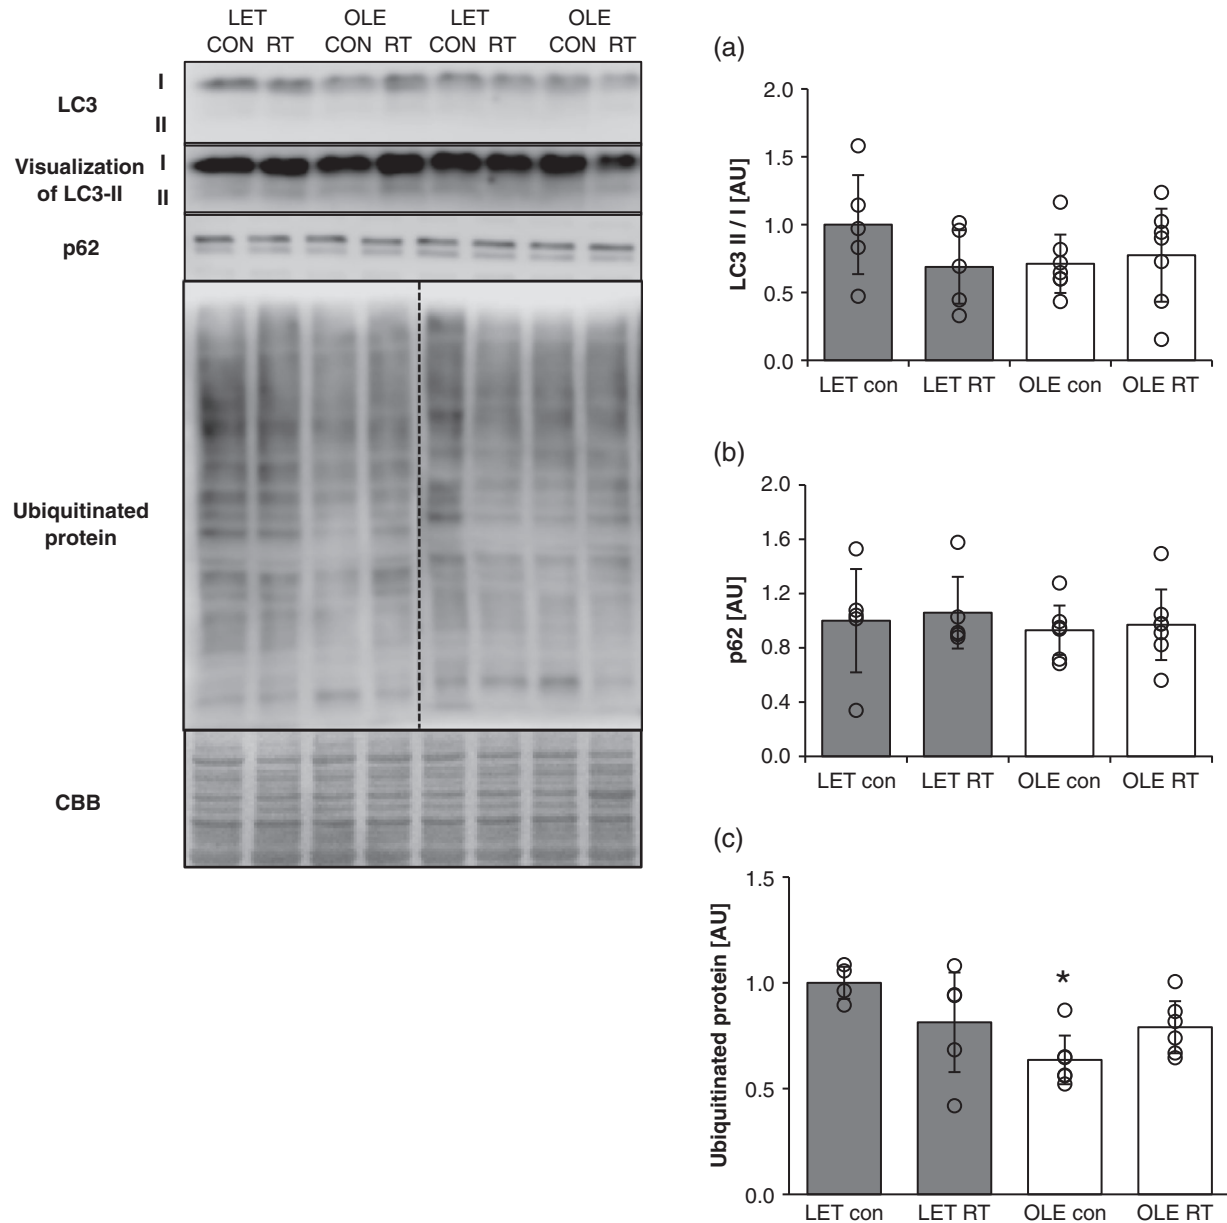 LET OLE LET OLE
CON RT CON RT CON RT CON RT
LC3
I
II
Visualization
of LC3-II
I
II
p62
Ubiquitinated
protein
CBB
(a)
LC3 II / I [AU]
2.0
1.5
1.0
0.5
0.0
LET con LET RT OLE con OLE RT
(b)
p62 [AU]
2.0
1.6
1.2
0.8
0.4
0.0
LET con LET RT OLE con OLE RT
(c)
Ubiquitinated protein [AU]
1.5
1.0
0.5
0.0
*
LET con LET RT OLE con OLE RT